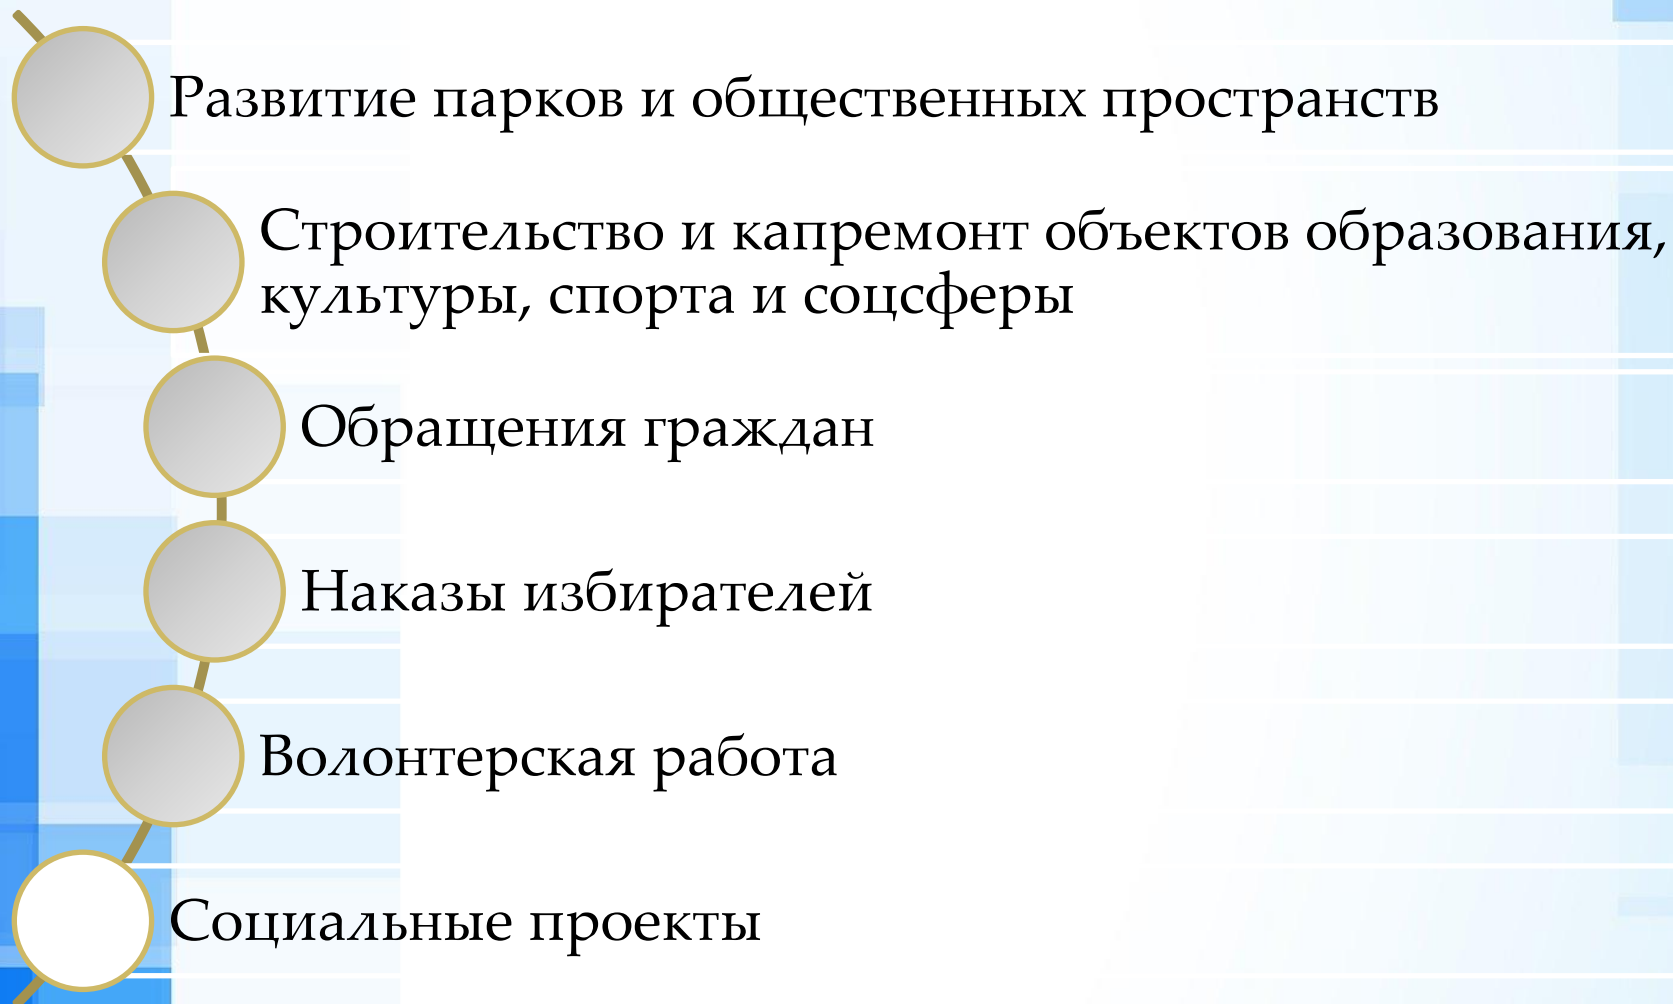 Развитие парков и общественных пространств
Строительство и капремонт объектов образования,
культуры, спорта и соцсферы
Обращения граждан
Наказы избирателей
Волонтерская работа
Социальные проекты